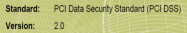 Standard: PCI Data Security Standard (PCI DSS)
Version: 2.0